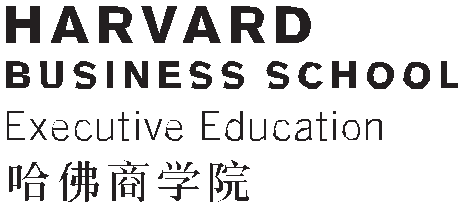 HARVARD
BUSINESS SCHOOL
Executive Education
哈佛商学院